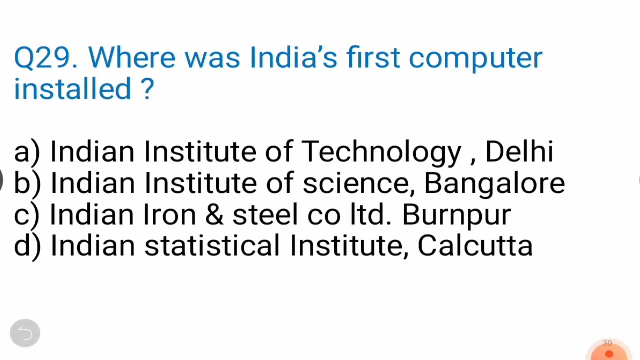 Q29. Where was India's first computer
installed ?
a) Indian Institute of Technology , Delhi
b) Indian Institute of science, Bangalore
c) Indian Iron & steel co ltd. Burnpur
d) Indian statistical Institute, Calcutta
30